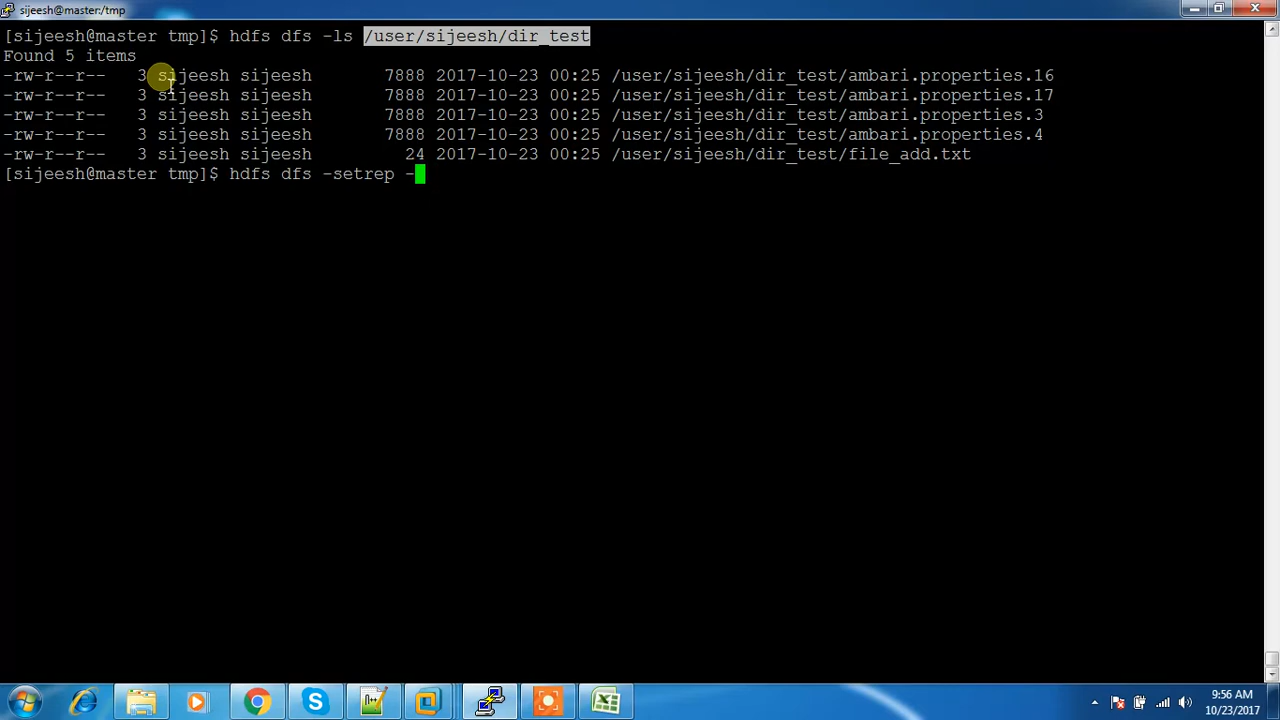 sijeesh@master:/tmp
[sijeesh@master tmp]$ hdfs dfs -ls /user/sijeesh/dir_test
Found 5 items
-rw-r--r--   3 sijeesh sijeesh       7888 2017-10-23 00:25 /user/sijeesh/dir_test/ambari.properties.16
-rw-r--r--   3 sijeesh sijeesh       7888 2017-10-23 00:25 /user/sijeesh/dir_test/ambari.properties.17
-rw-r--r--   3 sijeesh sijeesh       7888 2017-10-23 00:25 /user/sijeesh/dir_test/ambari.properties.3
-rw-r--r--   3 sijeesh sijeesh       7888 2017-10-23 00:25 /user/sijeesh/dir_test/ambari.properties.4
-rw-r--r--   3 sijeesh sijeesh         24 2017-10-23 00:25 /user/sijeesh/dir_test/file_add.txt
[sijeesh@master tmp]$ hdfs dfs -setrep -
9:56 AM
10/23/2017